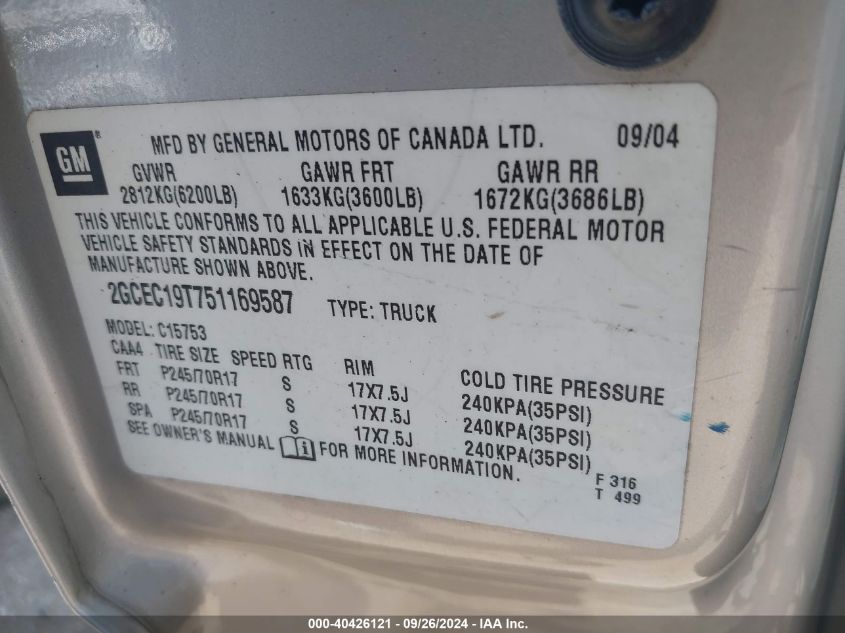 GM®
MFD BY GENERAL MOTORS OF CANADA LTD. 09/04
GVWR GAWR FRT GAWR RR
2812KG(6200LB) 1633KG(3600LB) 1672KG(3686LB)
THIS VEHICLE CONFORMS TO ALL APPLICABLE U.S. FEDERAL MOTOR
VEHICLE SAFETY STANDARDS IN EFFECT ON THE DATE OF
MANUFACTURE SHOWN ABOVE.
2GCEC19T751169587 TYPE: TRUCK
MODEL: C15753
CAA4 TIRE SIZE SPEED RTG RIM COLD TIRE PRESSURE
FRT P245/70R17 S 17X7.5J 240KPA(35PSI)
RR P245/70R17 S 17X7.5J 240KPA(35PSI)
SPA P245/70R17 S 17X7.5J 240KPA(35PSI)
SEE OWNER'S MANUAL i FOR MORE INFORMATION.
F 316
T 499
000-40426121 - 09/26/2024 - IAA Inc.